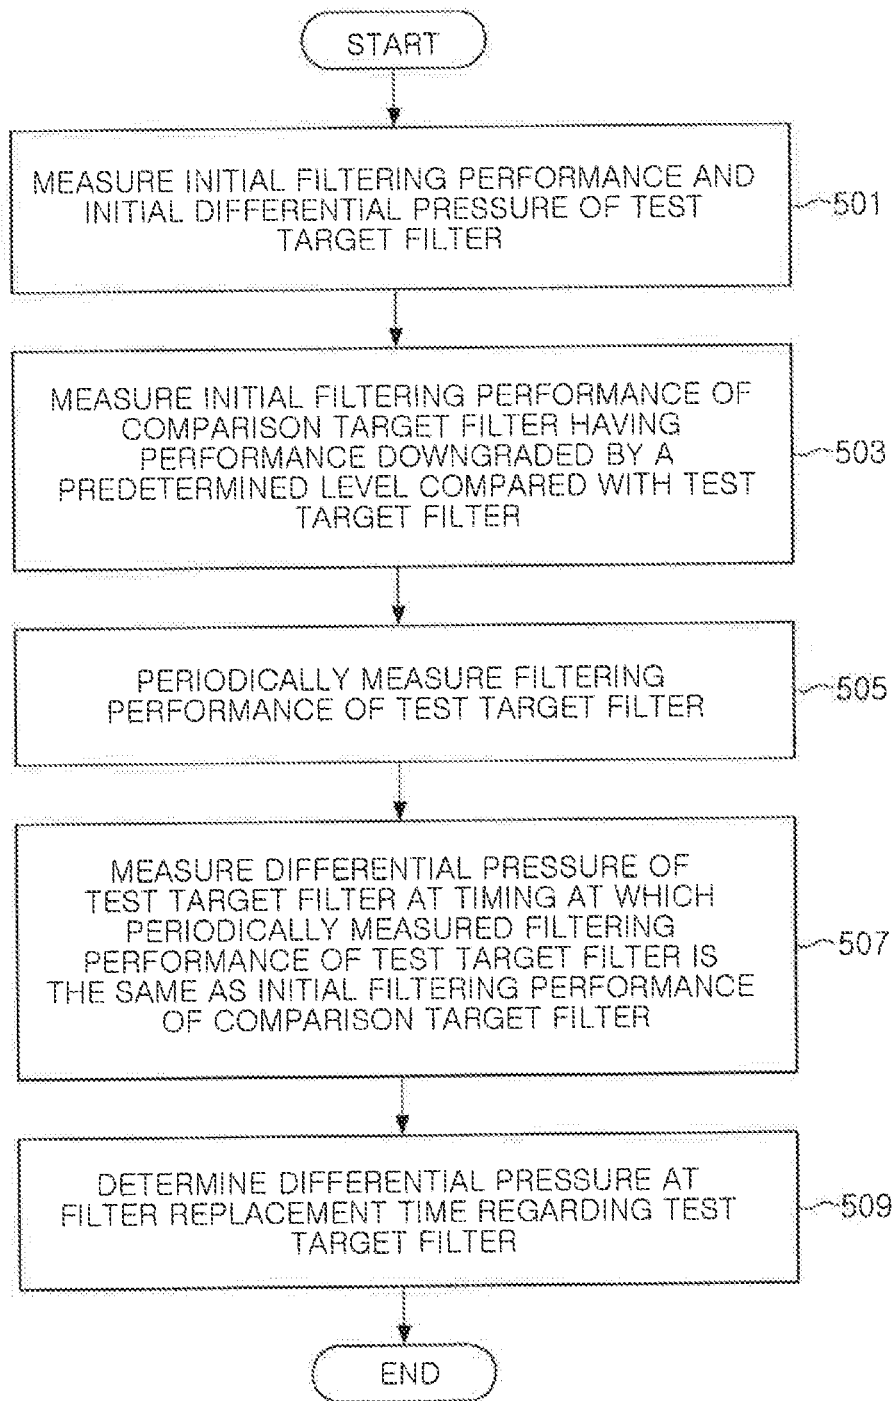 START
MEASURE INITIAL FILTERING PERFORMANCE AND
INITIAL DIFFERENTIAL PRESSURE OF TEST
TARGET FILTER
501
MEASURE INITIAL FILTERING PERFORMANCE OF
COMPARISON TARGET FILTER HAVING
PERFORMANCE DOWNGRADED BY A
PREDETERMINED LEVEL COMPARED WITH TEST
TARGET FILTER
503
PERIODICALLY MEASURE FILTERING
PERFORMANCE OF TEST TARGET FILTER
505
MEASURE DIFFERENTIAL PRESSURE OF
TEST TARGET FILTER AT TIMING AT WHICH
PERIODICALLY MEASURED FILTERING
PERFORMANCE OF TEST TARGET FILTER IS
THE SAME AS INITIAL FILTERING PERFORMANCE
OF COMPARISON TARGET FILTER
507
DETERMINE DIFFERENTIAL PRESSURE AT
FILTER REPLACEMENT TIME REGARDING TEST
TARGET FILTER
509
END